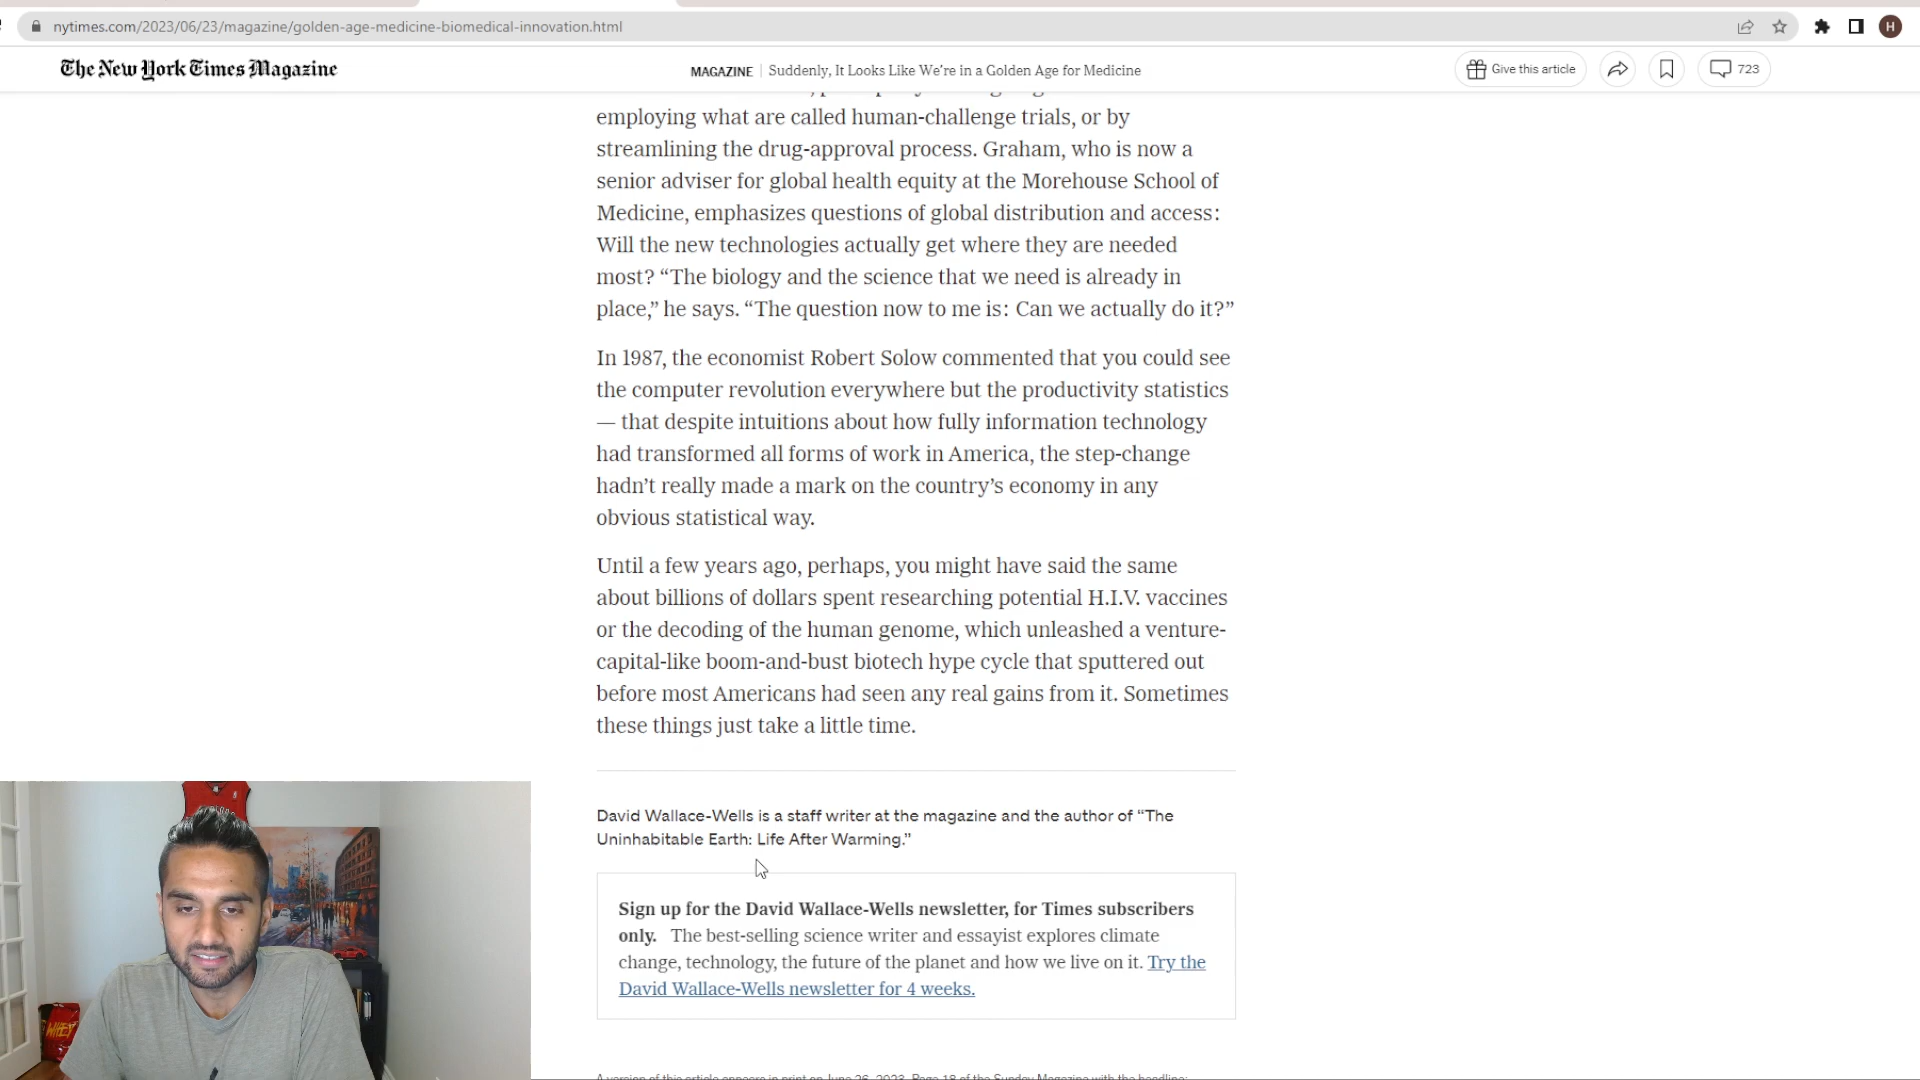 nytimes.com/2023/06/23/magazine/golden-age-medicine-biomedical-innovation.html
H
The New York Times Magazine
MAGAZINE | Suddenly, It Looks Like We’re in a Golden Age for Medicine
Give this article
723
employing what are called human-challenge trials, or by
streamlining the drug-approval process. Graham, who is now a
senior adviser for global health equity at the Morehouse School of
Medicine, emphasizes questions of global distribution and access:
Will the new technologies actually get where they are needed
most? “The biology and the science that we need is already in
place,” he says. “The question now to me is: Can we actually do it?”
In 1987, the economist Robert Solow commented that you could see
the computer revolution everywhere but the productivity statistics
— that despite intuitions about how fully information technology
had transformed all forms of work in America, the step-change
hadn’t really made a mark on the country’s economy in any
obvious statistical way.
Until a few years ago, perhaps, you might have said the same
about billions of dollars spent researching potential H.I.V. vaccines
or the decoding of the human genome, which unleashed a venture-
capital-like boom-and-bust biotech hype cycle that sputtered out
before most Americans had seen any real gains from it. Sometimes
these things just take a little time.
David Wallace-Wells is a staff writer at the magazine and the author of “The
Uninhabitable Earth: Life After Warming.”
Sign up for the David Wallace-Wells newsletter, for Times subscribers
only. The best-selling science writer and essayist explores climate
change, technology, the future of the planet and how we live on it. Try the
David Wallace-Wells newsletter for 4 weeks.
A version of this article appears in print on June 26, 2023, Page 18 of the Sunday Magazine with the headline:
WHEY